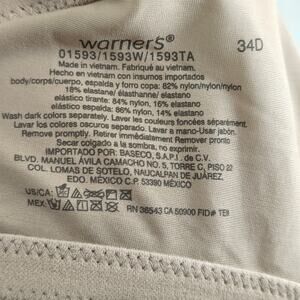 warner's®
34D
01593/1593W/1593TA
Made in vietnam. Fabriqué au vietnam.
Hecho en vietnam con insumos importados
body/corps/cuerpo, espalda y forro copa: 82% nylon/nylon/nylon
18% elastane/ élasthanne/ elastano
elástico tirante: 84% nylon, 16% elastano
elástico espalda: 86% nylon, 14% elastano
Wash dark colors separately. Laver les couleurs foncées séparément.
Lavar los colores oscuros separado. Lavar a mano-Usar jabón.
Remove promptly. Retirer immédiatement Remover pronto
Secar colgado a la sombra, no exprimir.
IMPORTADO POR: BASECO, S.A.P.I. de C.V.
BLVD. MANUEL ÁVILA CAMACHO NO. 5, TORRE C, PISO 22
COL. LOMAS DE SOTELO, NAUCALPAN DE JUÁREZ,
EDO. MÉXICO C.P. 53390 MÉXICO
US/CA:
MEX:
RN 36543 CA 50900 FID#